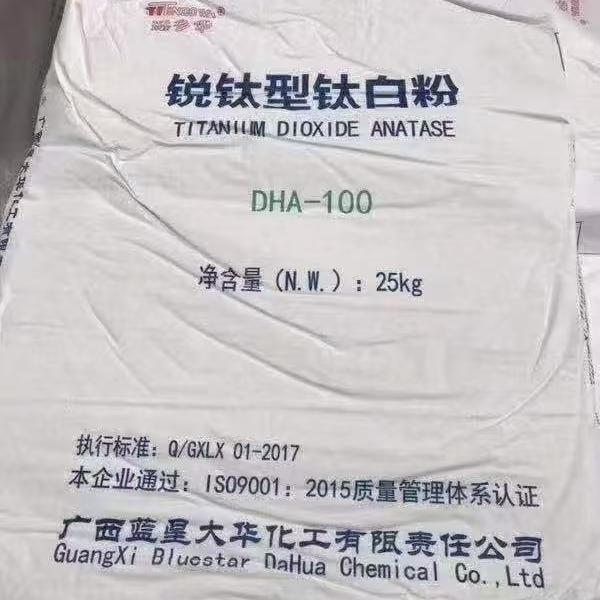 锐钛型钛白粉
TITANIUM DIOXIDE ANATASE
DHA-100
净含量(N.W.):25kg
执行标准:Q/GXLX 01-2017
本企业通过:ISO9001:2015质量管理体系认证
广西蓝星大华化工有限责任公司
GuangXi Bluestar DaHua Chemical Co.,Ltd